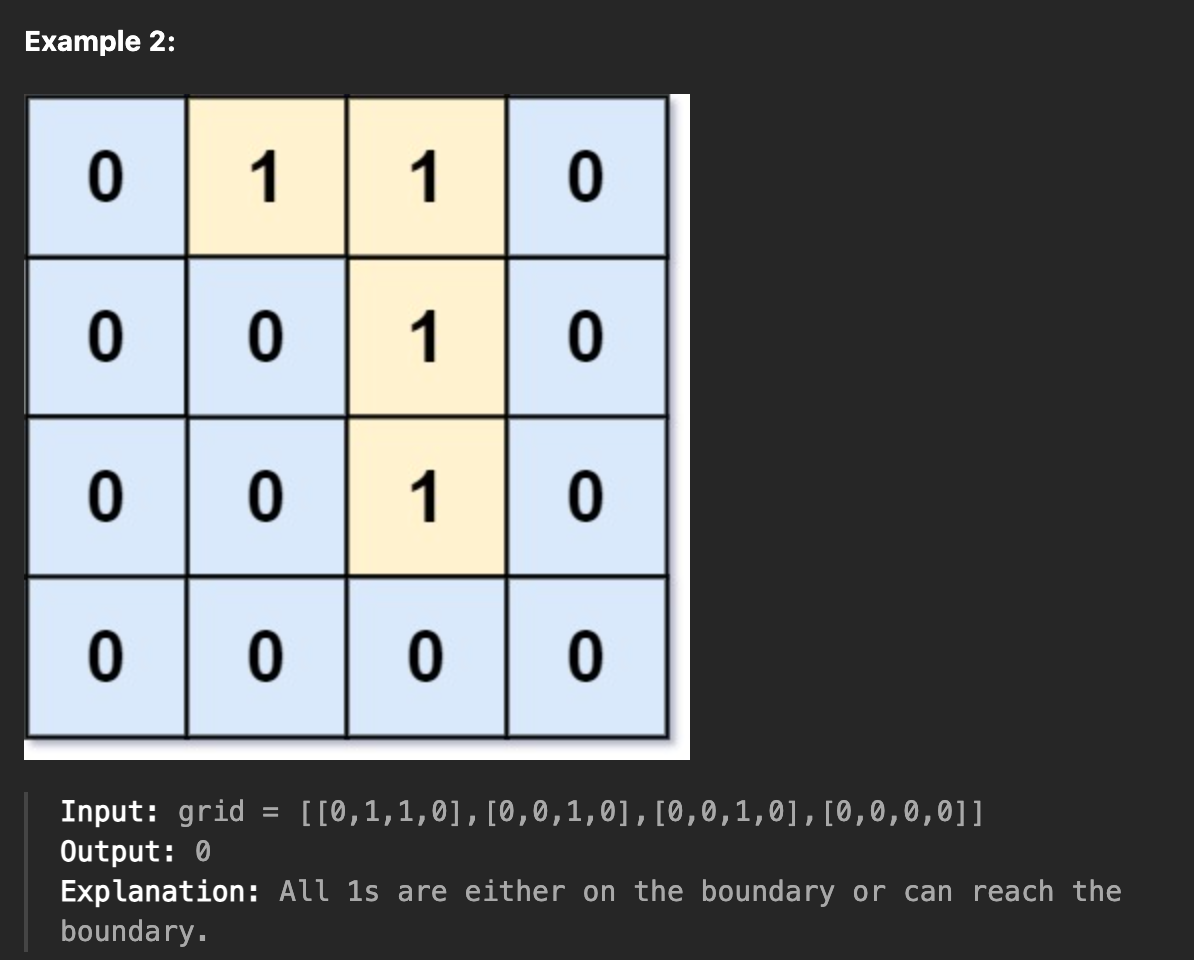 Example 2:
0 1 1 0
0 0 1 0
0 0 1 0
0 0 0 0
Input: grid = [[0,1,1,0],[0,0,1,0],[0,0,1,0],[0,0,0,0]]
Output: 0
Explanation: All 1s are either on the boundary or can reach the
boundary.